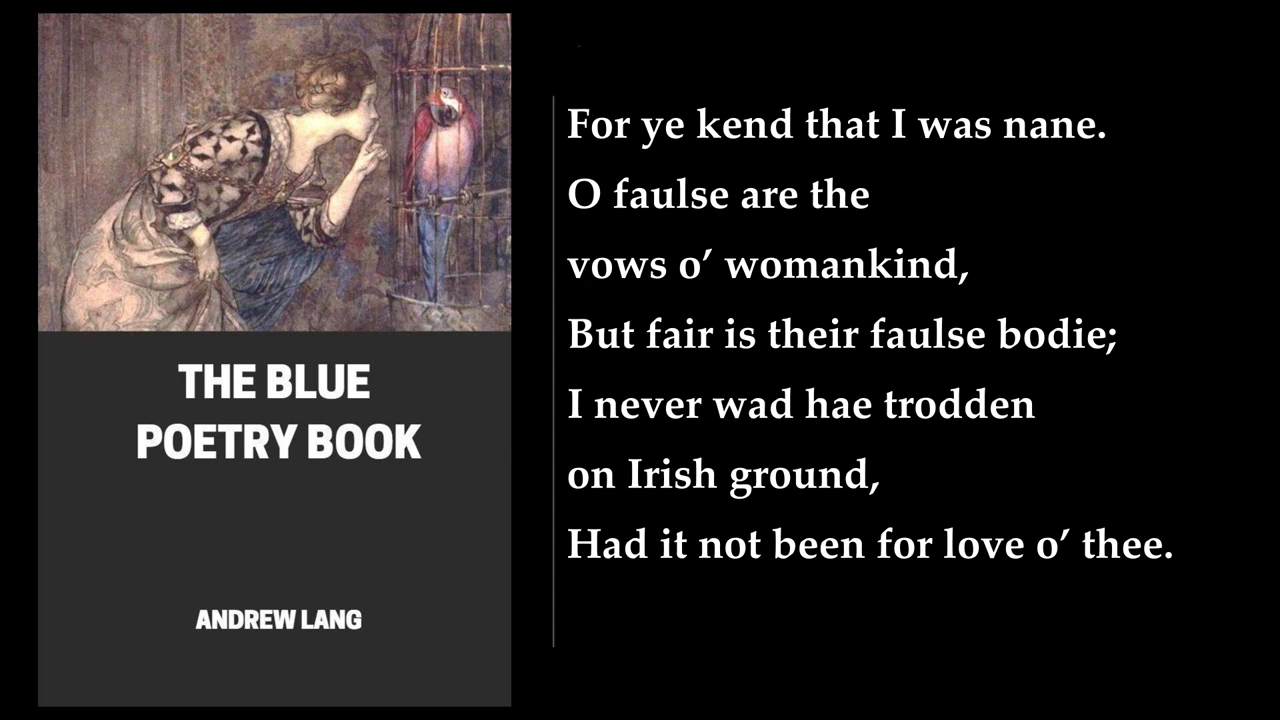 THE BLUE
POETRY BOOK
ANDREW LANG
For ye kend that I was nane.
O faulse are the
vows o’ womankind,
But fair is their faulse bodie;
I never wad hae trodden
on Irish ground,
Had it not been for love o’ thee.